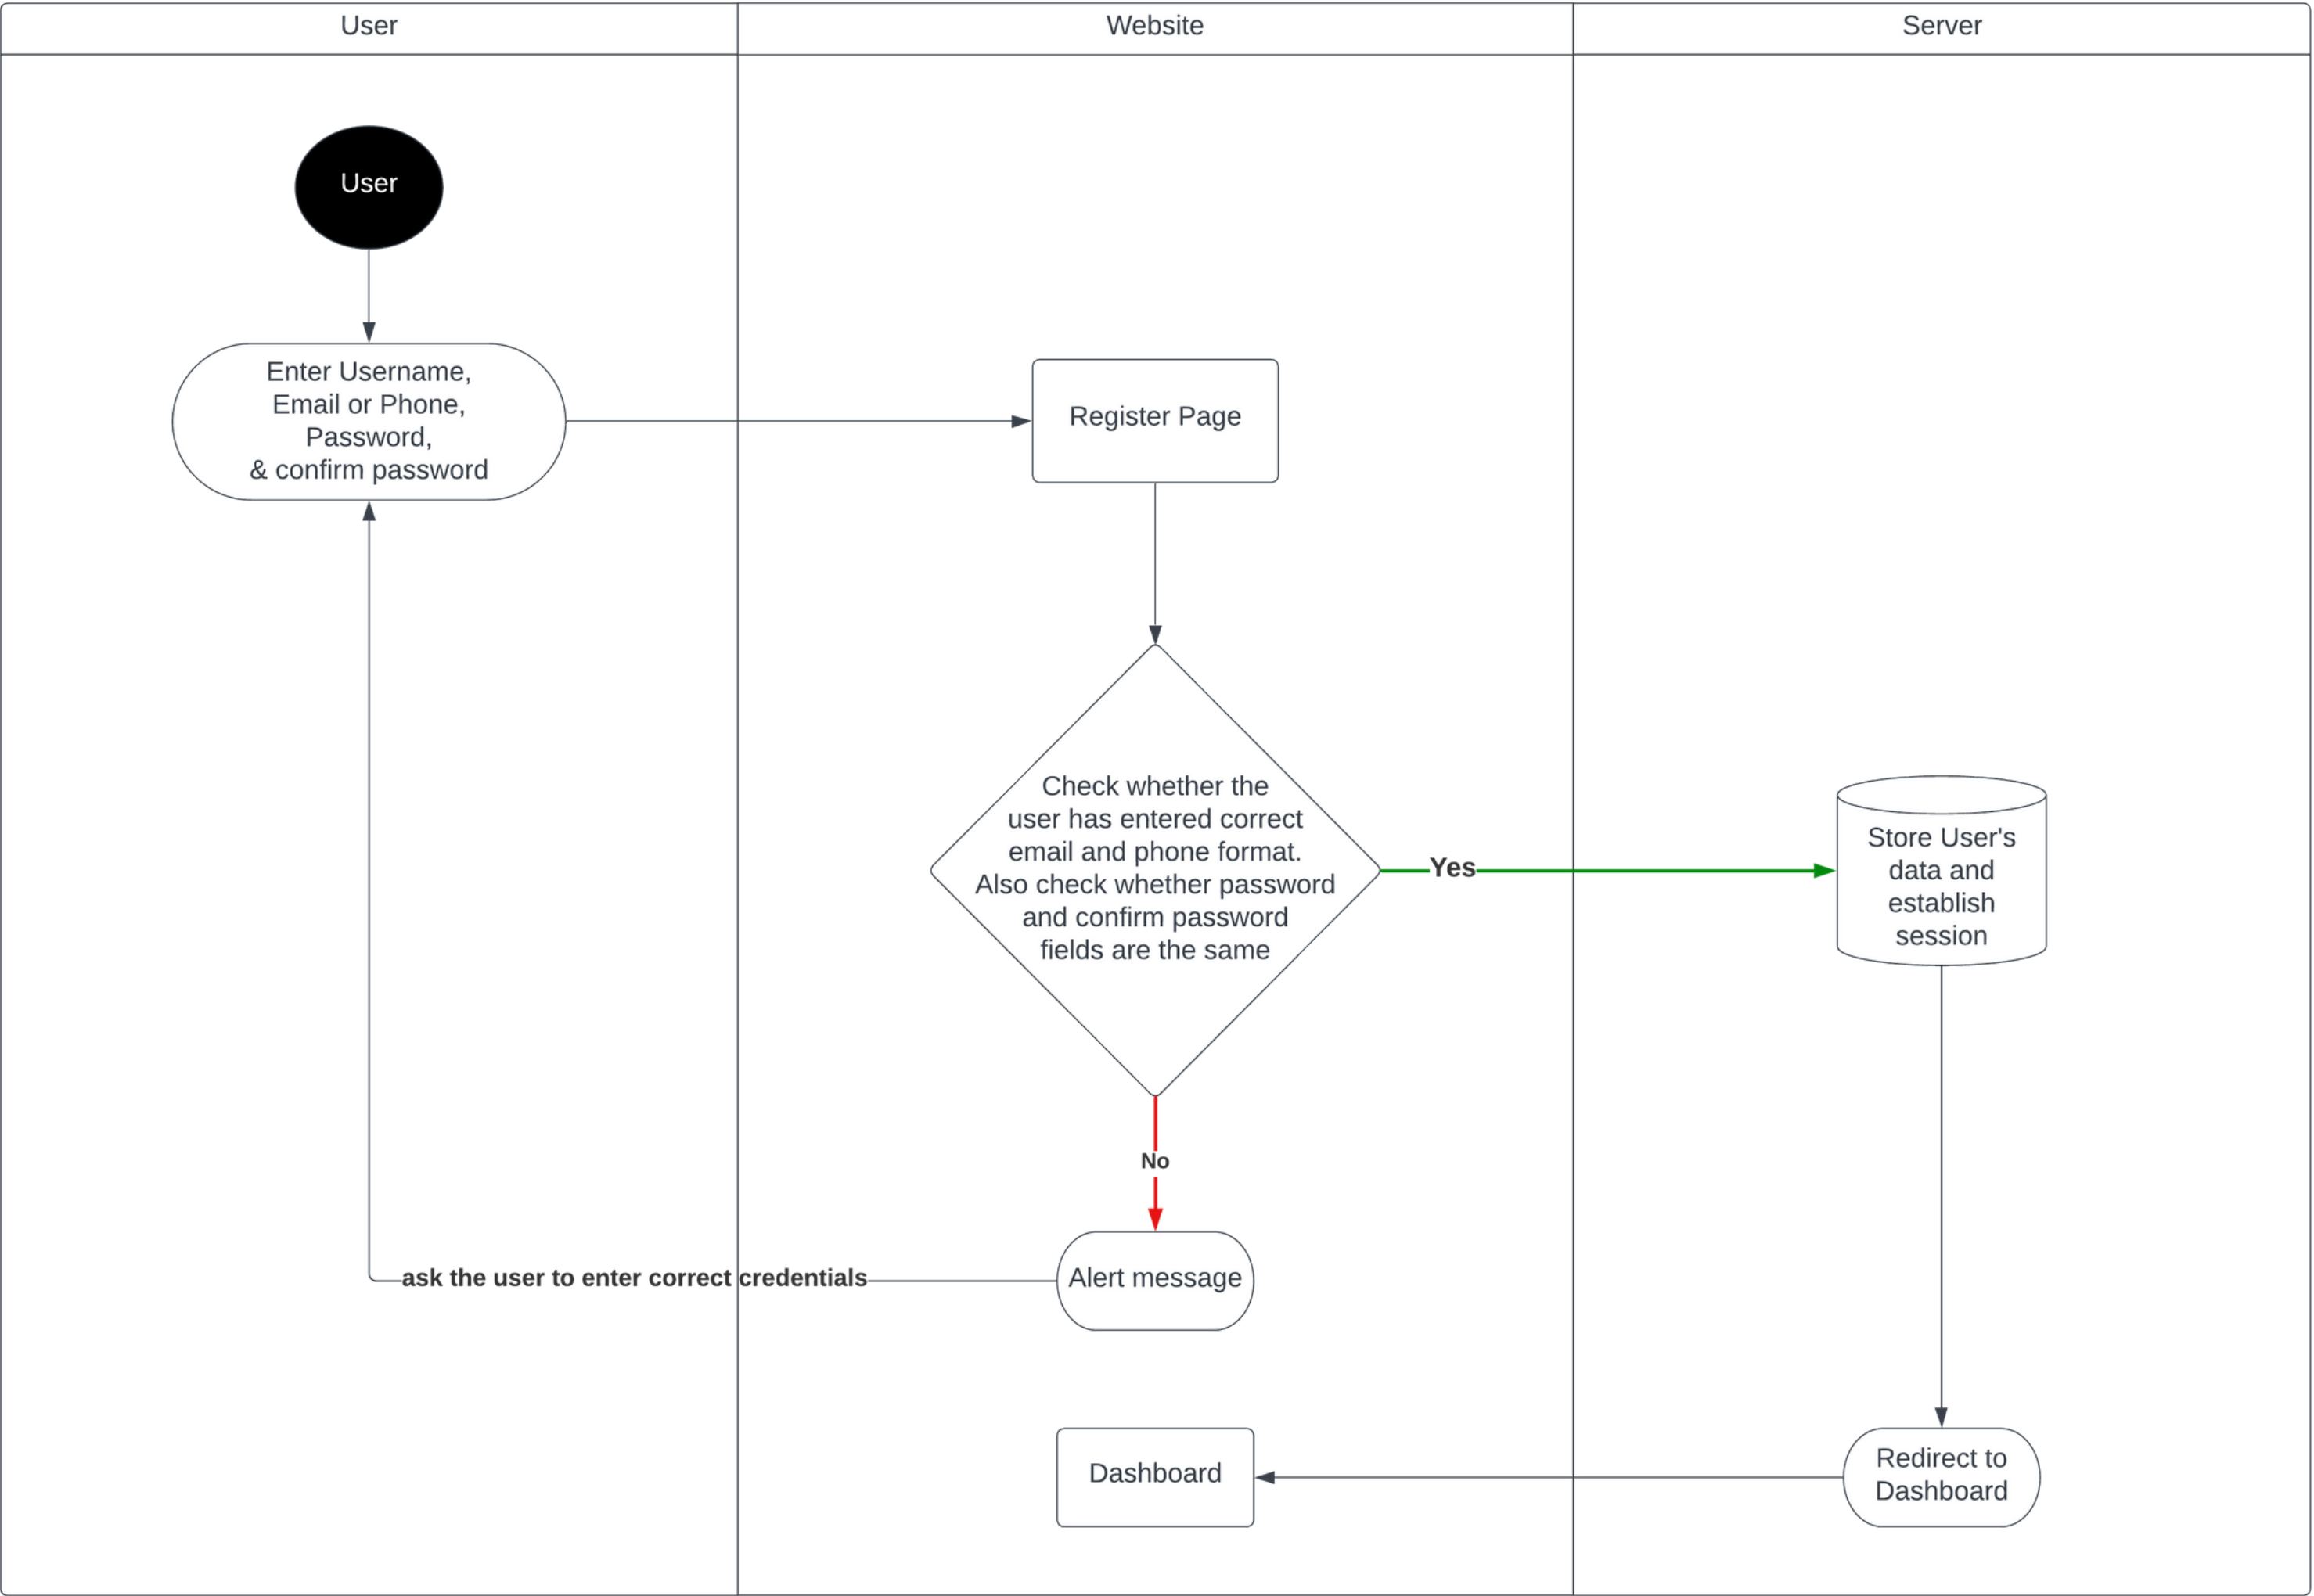 User
Website
Server
User
Enter Username,
Email or Phone,
Password,
& confirm password
Register Page
Check whether the
user has entered correct
email and phone format.
Also check whether password
and confirm password
fields are the same
Yes
Store User's
data and
establish
session
No
ask the user to enter correct credentials
Alert message
Dashboard
Redirect to
Dashboard